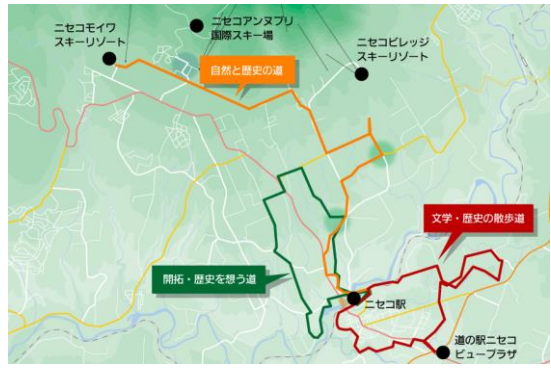 ニセコモイワ
スキーリゾート
ニセコアンヌプリ
国際スキー場
ニセコビレッジ
スキーリゾート
自然と歴史の道
文学・歴史の散歩道
開拓・歴史を想う道
ニセコ駅
道の駅ニセコ
ビュープラザ